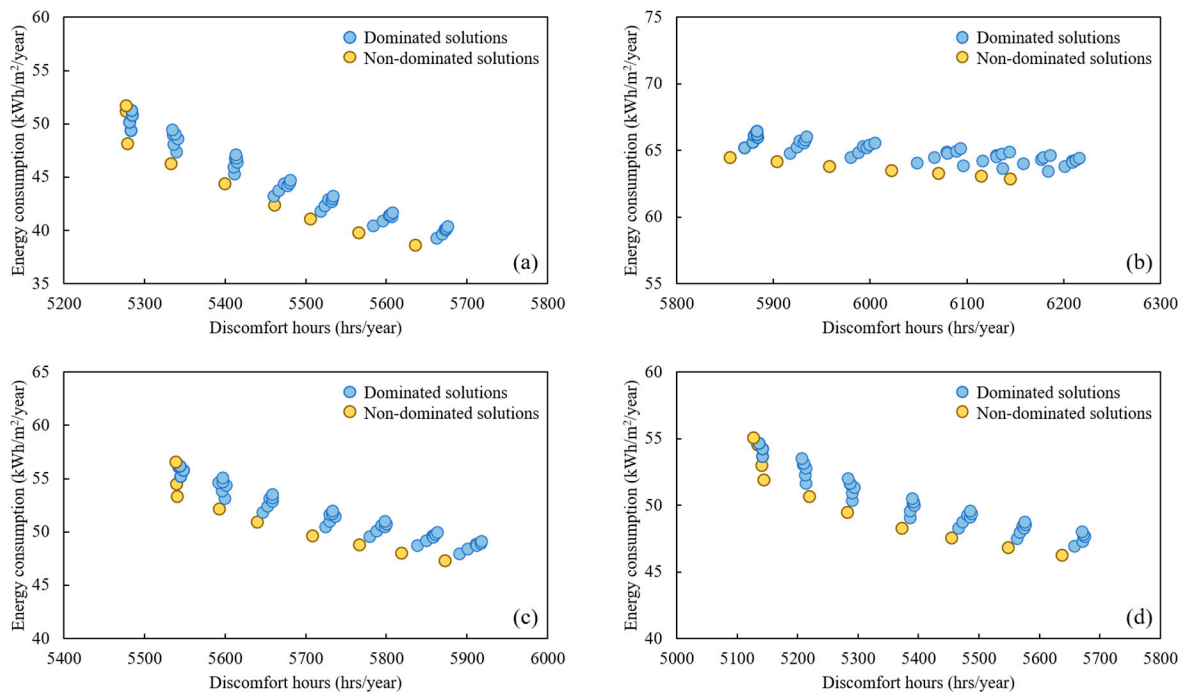 60
55
50
45
40
35
Energy consumption (kWh/m²/year)
Dominated solutions
Non-dominated solutions
(a)
5200 5300 5400 5500 5600 5700 5800
Discomfort hours (hrs/year)
75
70
65
60
55
Energy consumption (kWh/m²/year)
Dominated solutions
Non-dominated solutions
(b)
5800 5900 6000 6100 6200 6300
Discomfort hours (hrs/year)
65
60
55
50
45
40
Energy consumption (kWh/m²/year)
Dominated solutions
Non-dominated solutions
(c)
5400 5500 5600 5700 5800 5900 6000
Discomfort hours (hrs/year)
60
55
50
45
40
Energy consumption (kWh/m²/year)
Dominated solutions
Non-dominated solutions
(d)
5000 5100 5200 5300 5400 5500 5600 5700 5800
Discomfort hours (hrs/year)